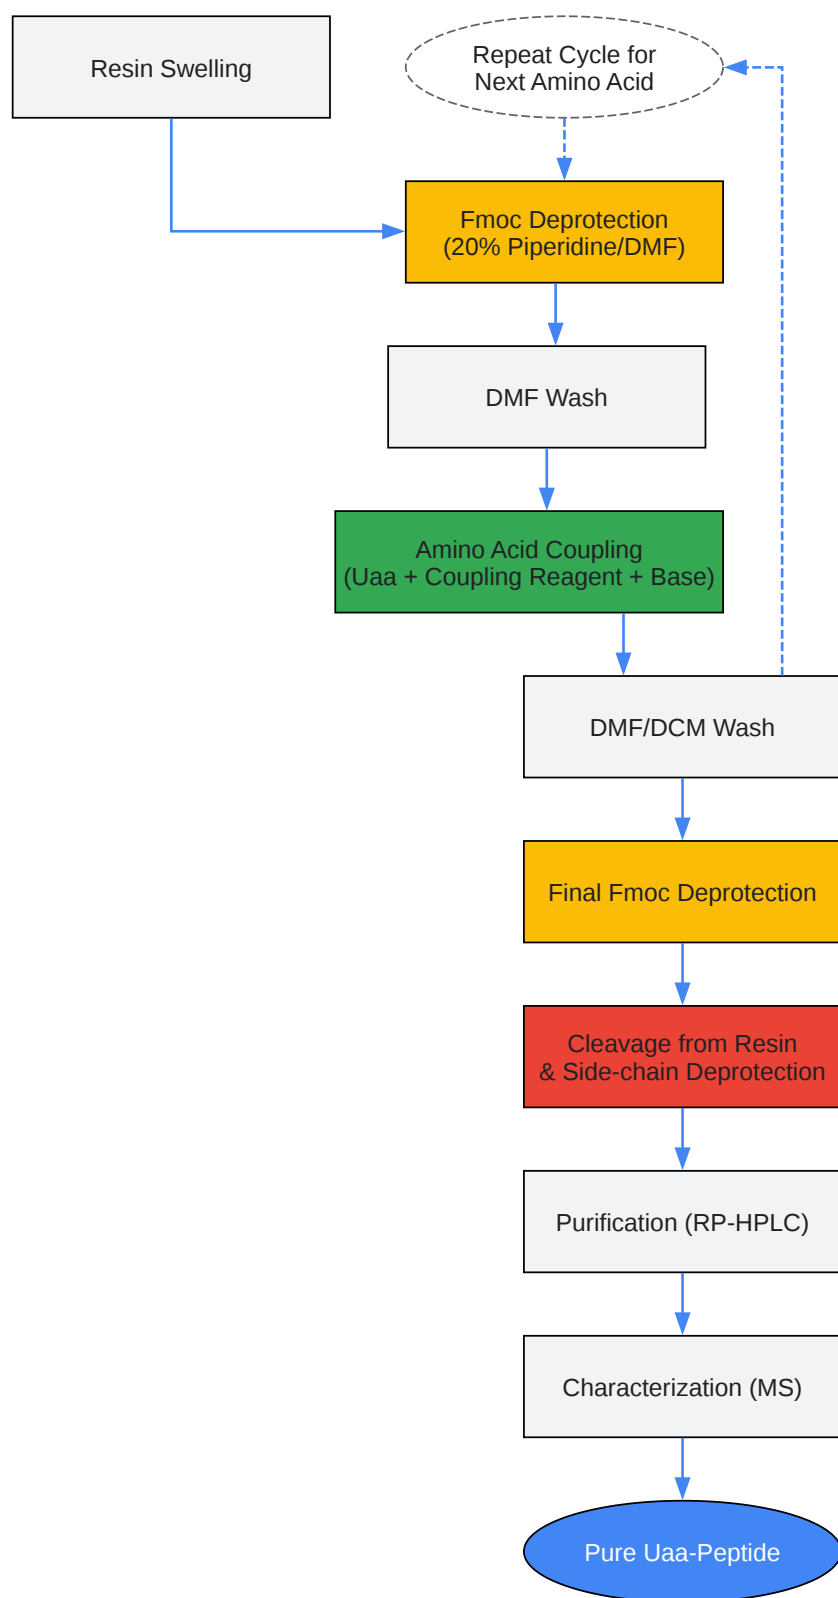 Resin Swelling
Repeat Cycle for
Next Amino Acid
Fmoc Deprotection
(20% Piperidine/DMF)
DMF Wash
Amino Acid Coupling
(Uaa + Coupling Reagent + Base)
DMF/DCM Wash
Final Fmoc Deprotection
Cleavage from Resin
& Side-chain Deprotection
Purification (RP-HPLC)
Characterization (MS)
Pure Uaa-Peptide